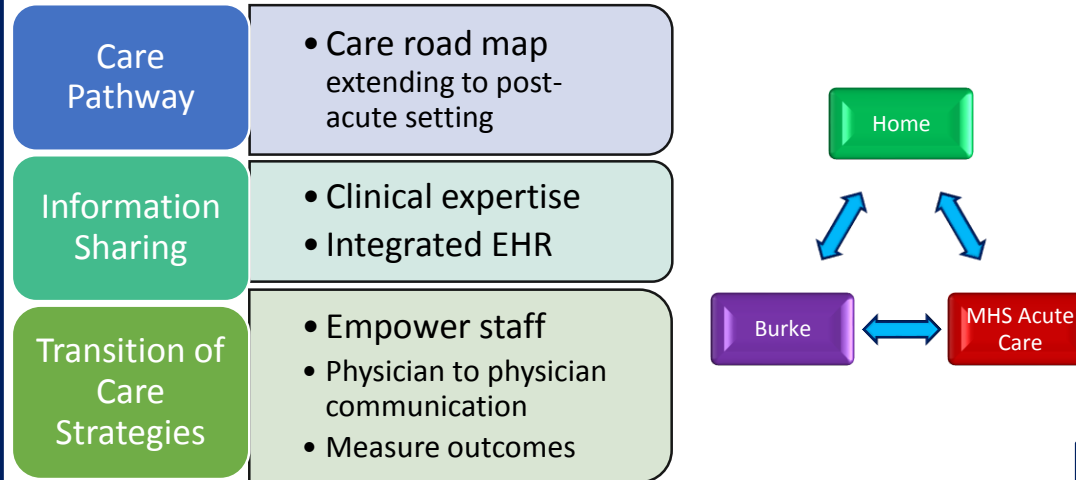 Care
Pathway
• Care road map
extending to post-
acute setting
Information
Sharing
• Clinical expertise
• Integrated EHR
Transition of
Care
Strategies
• Empower staff
• Physician to physician
communication
• Measure outcomes
Home
Burke
MHS Acute
Care